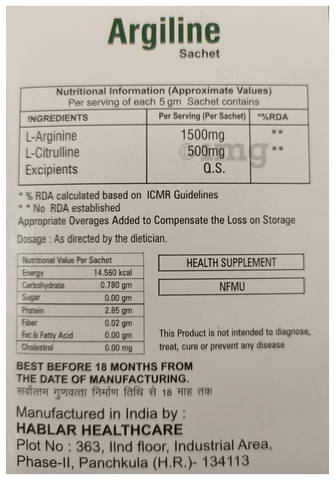 Argiline
Sachet
Nutritional Information (Approximate Values)
Per serving of each 5 gm Sachet contains
INGREDIENTS Per Serving (Per Sachet) *%RDA
L-Arginine 1500mg **
L-Citrulline 500mg **
Excipients Q.S.
* % RDA calculated based on ICMR Guidelines
** No RDA established
Appropriate Overages Added to Compensate the Loss on Storage
Dosage : As directed by the dietician.
Nutritional Value Per Sachet
Energy 14.560 kcal
Carbohydrate 0.780 gm
Sugar 0.00 gm
Protein 2.85 gm
Fiber 0.02 gm
Fat & Fatty Acid 0.00 gm
Cholestrol 0.00 mg
HEALTH SUPPLEMENT
NFMU
This Product is not intended to diagnose,
treat, cure or prevent any disease
BEST BEFORE 18 MONTHS FROM
THE DATE OF MANUFACTURING.
सर्वोत्तम गुणवत्ता निर्माण तिथि से 18 माह तक
Manufactured in India by :
HABLAR HEALTHCARE
Plot No : 363, IInd floor, Industrial Area,
Phase-II, Panchkula (H.R.)- 134113